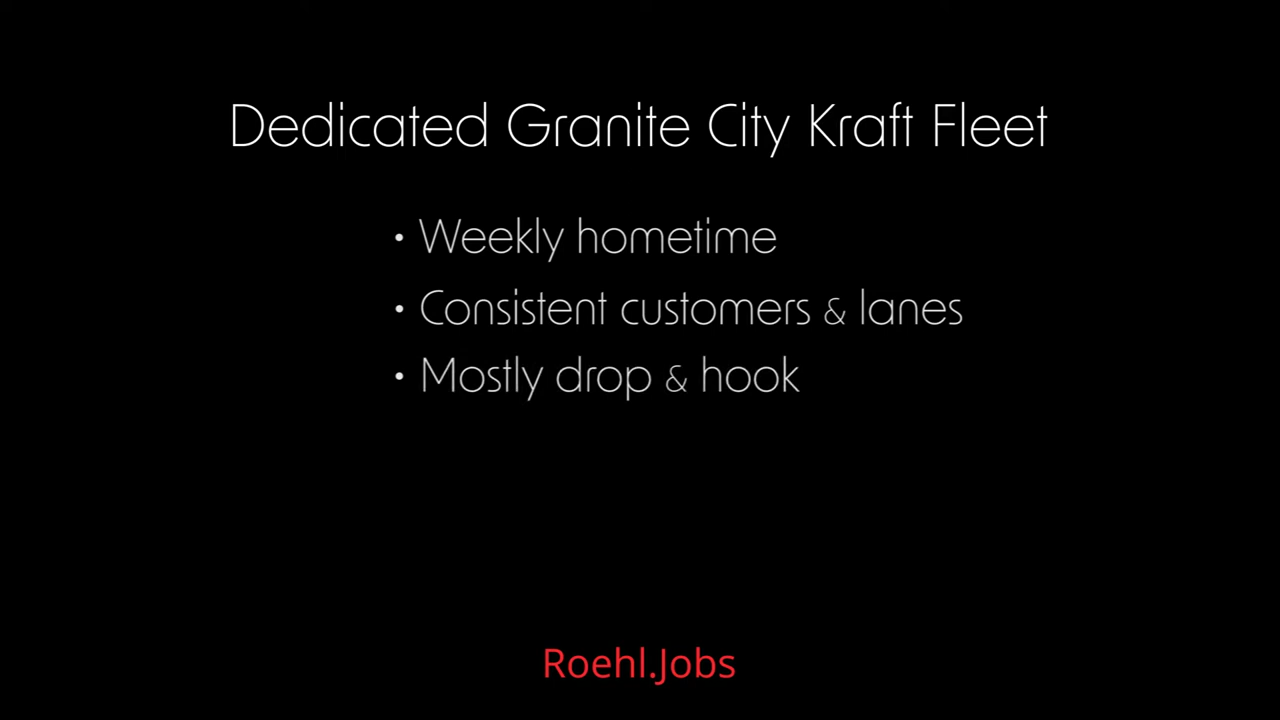 Dedicated Granite City Kraft Fleet
• Weekly hometime
• Consistent customers & lanes
• Mostly drop & hook
Roehl.Jobs